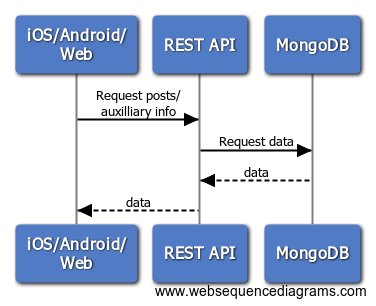 iOS/Android/
Web
REST API
MongoDB
Request posts/
auxilliary info
Request data
data
data
iOS/Android/
Web
REST API
MongoDB
www.websequencediagrams.com